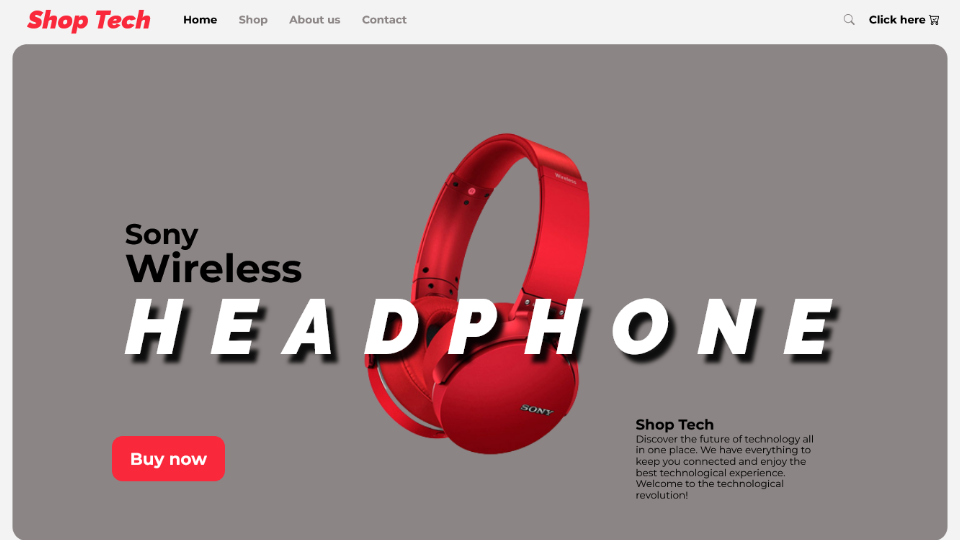 Shop Tech
Home Shop About us Contact
Click here
Wireless
Sony
Wireless
HEADPHONE
SONY
Buy now
Shop Tech
Discover the future of technology all
in one place. We have everything to
keep you connected and enjoy the
best technological experience.
Welcome to the technological
revolution!